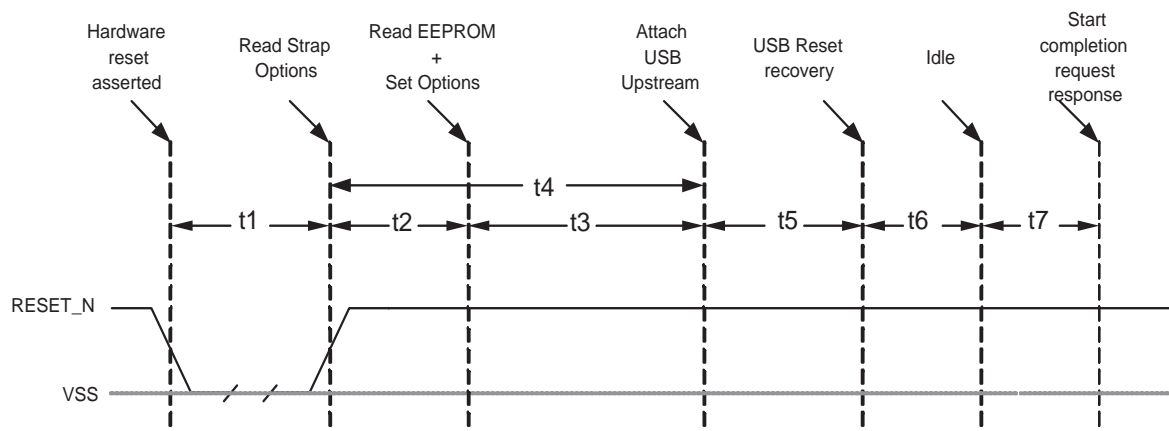 Hardware
reset
asserted
Read Strap
Options
Read EEPROM
+
Set Options
Attach
USB
Upstream
USB Reset
recovery
Idle
Start
completion
request
response
t4
t1
t2
t3
t5
t6
t7
RESET_N
VSS